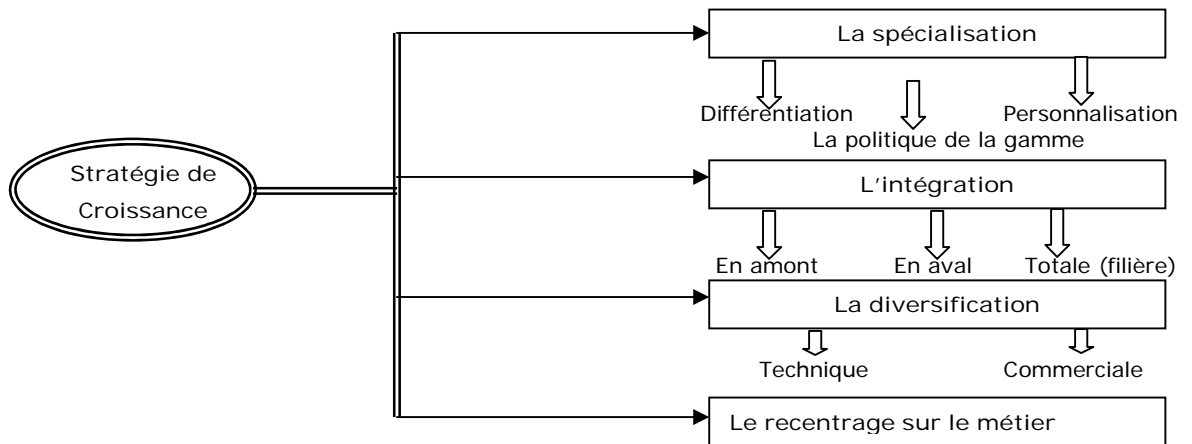 La spécialisation
Différentiation
Personnalisation
La politique de la gamme
Stratégie de
Croissance
L'intégration
En amont
En aval
Totale (filière)
La diversification
Technique
Commerciale
Le recentrage sur le métier